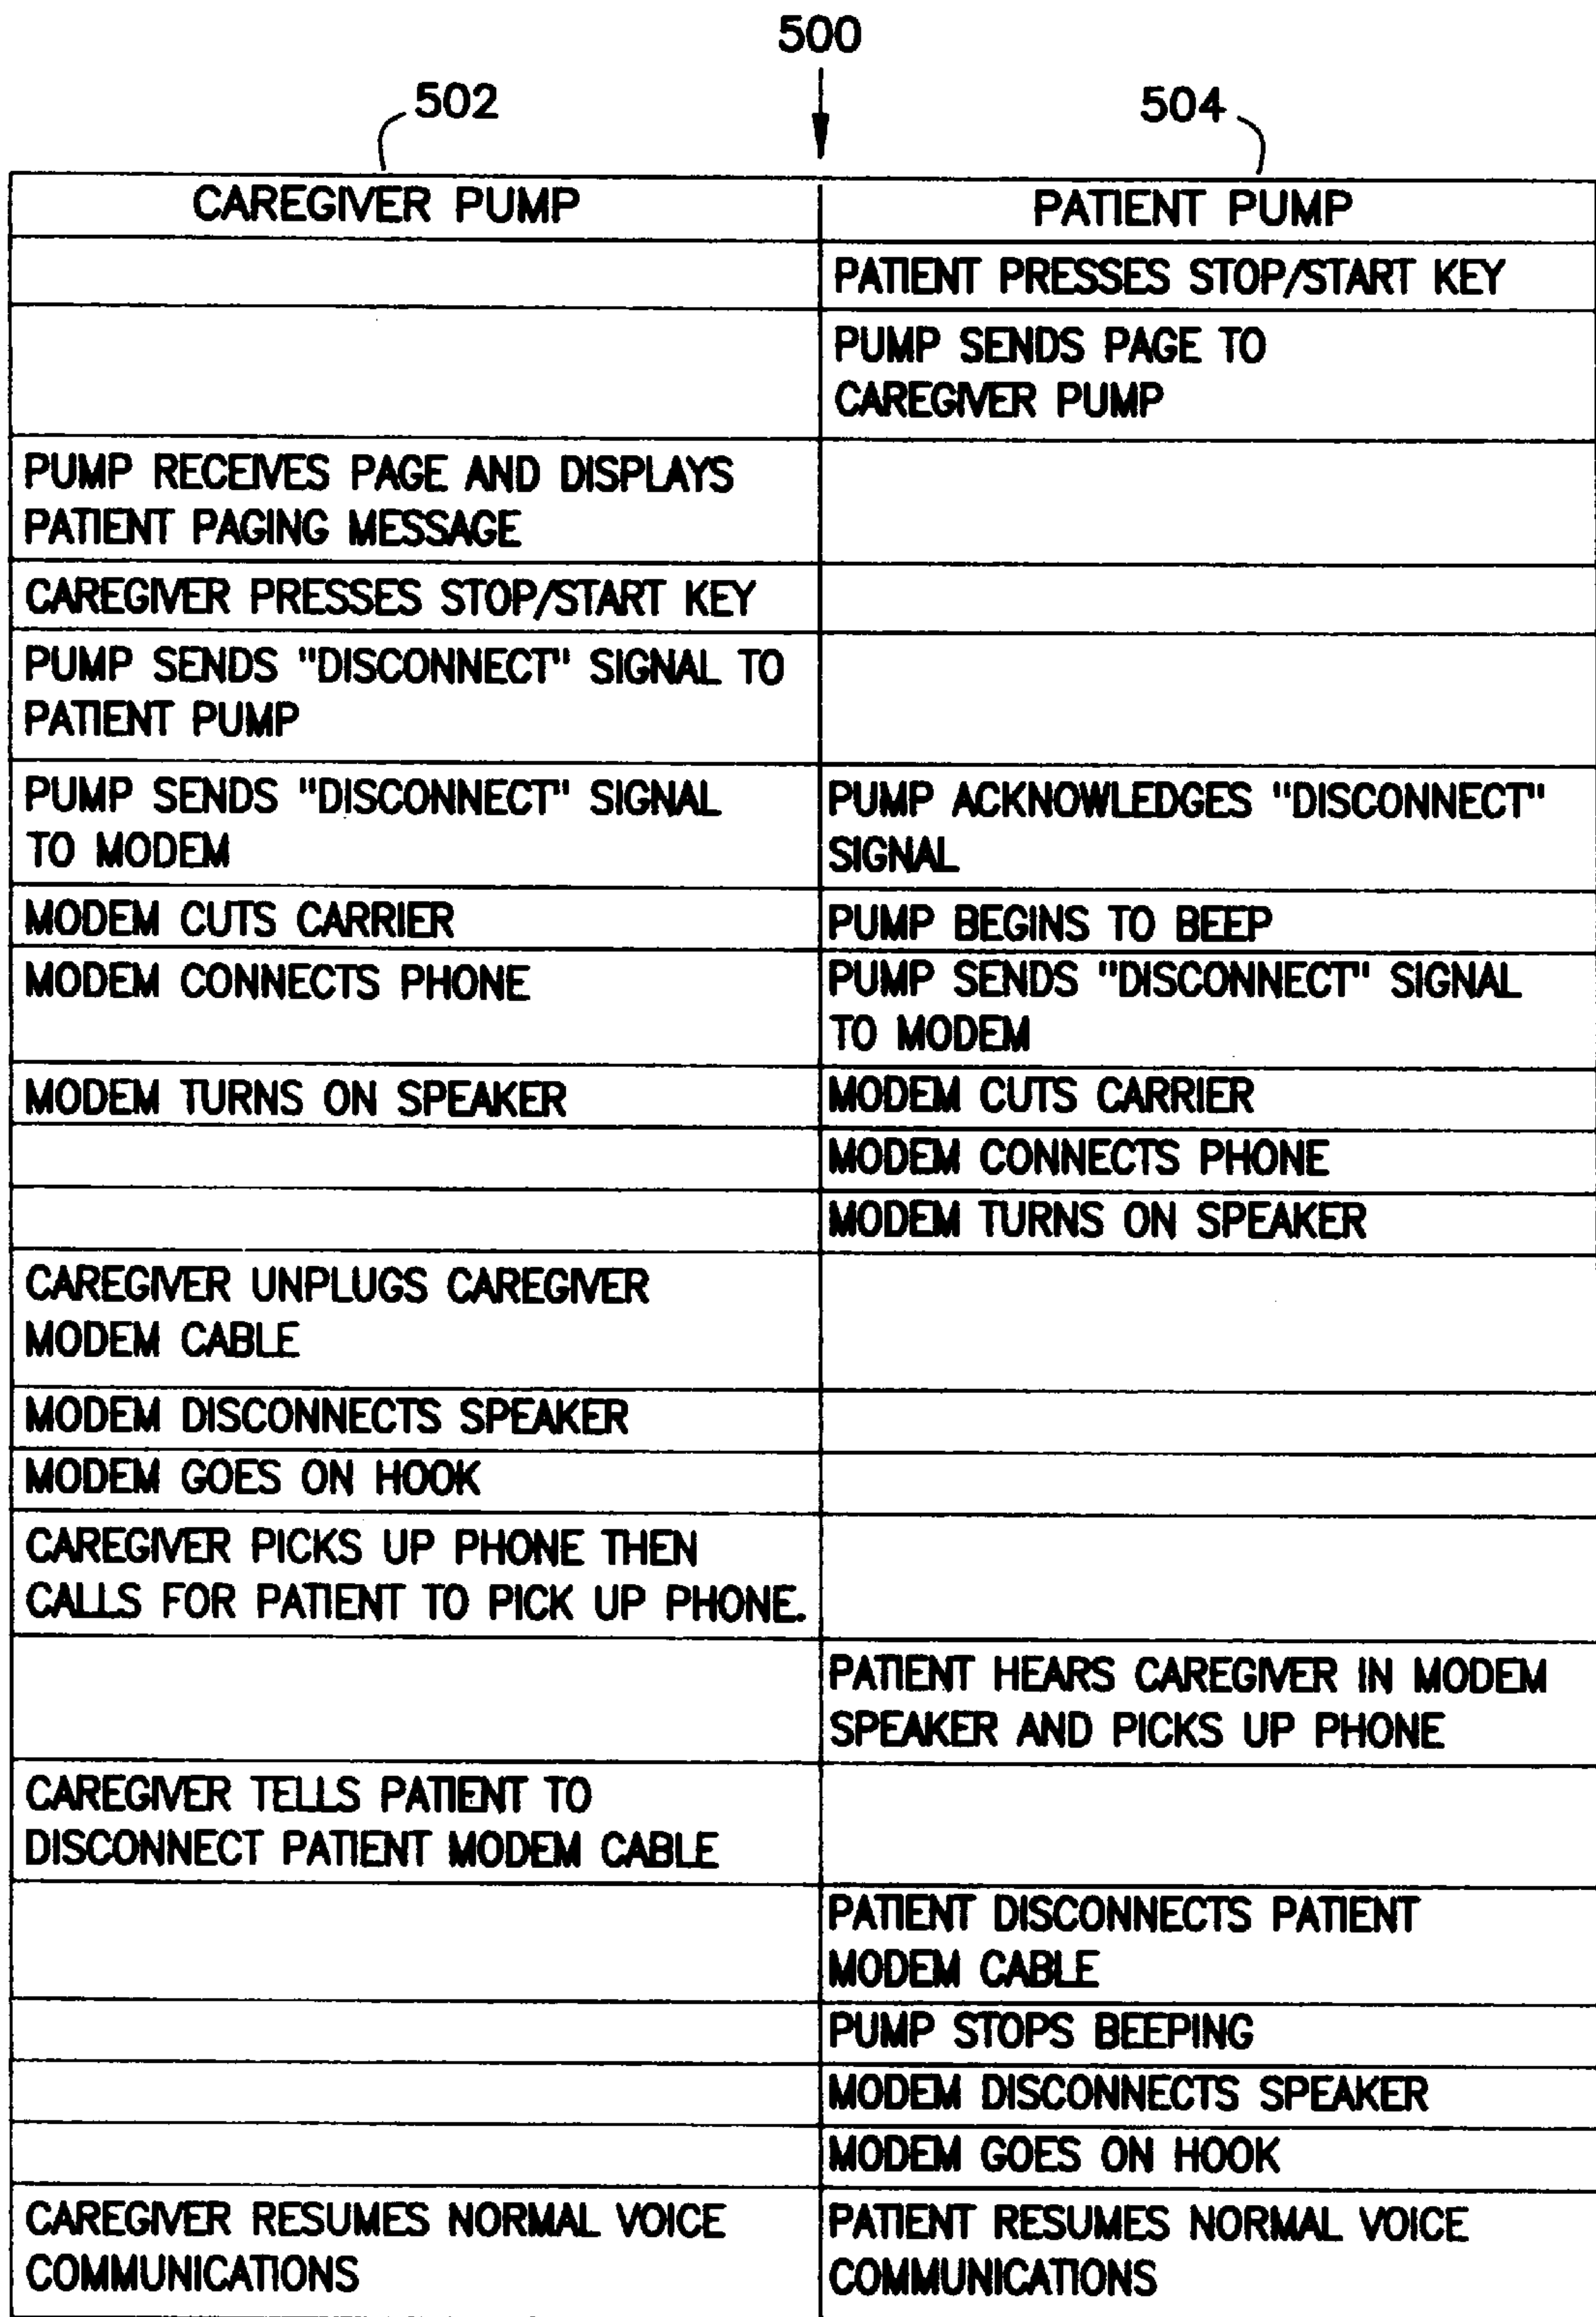 500
502
504
CAREGIVER PUMP
PATIENT PUMP
PATIENT PRESSES STOP/START KEY
PUMP SENDS PAGE TO
CAREGIVER PUMP
PUMP RECEIVES PAGE AND DISPLAYS
PATIENT PAGING MESSAGE
CAREGIVER PRESSES STOP/START KEY
PUMP SENDS "DISCONNECT" SIGNAL TO
PATIENT PUMP
PUMP SENDS "DISCONNECT" SIGNAL
TO MODEM
PUMP ACKNOWLEDGES "DISCONNECT"
SIGNAL
MODEM CUTS CARRIER
PUMP BEGINS TO BEEP
MODEM CONNECTS PHONE
PUMP SENDS "DISCONNECT" SIGNAL
TO MODEM
MODEM TURNS ON SPEAKER
MODEM CUTS CARRIER
MODEM CONNECTS PHONE
MODEM TURNS ON SPEAKER
CAREGIVER UNPLUGS CAREGIVER
MODEM CABLE
MODEM DISCONNECTS SPEAKER
MODEM GOES ON HOOK
CAREGIVER PICKS UP PHONE THEN
CALLS FOR PATIENT TO PICK UP PHONE.
PATIENT HEARS CAREGIVER IN MODEM
SPEAKER AND PICKS UP PHONE
CAREGIVER TELLS PATIENT TO
DISCONNECT PATIENT MODEM CABLE
PATIENT DISCONNECTS PATIENT
MODEM CABLE
PUMP STOPS BEEPING
MODEM DISCONNECTS SPEAKER
MODEM GOES ON HOOK
CAREGIVER RESUMES NORMAL VOICE
COMMUNICATIONS
PATIENT RESUMES NORMAL VOICE
COMMUNICATIONS